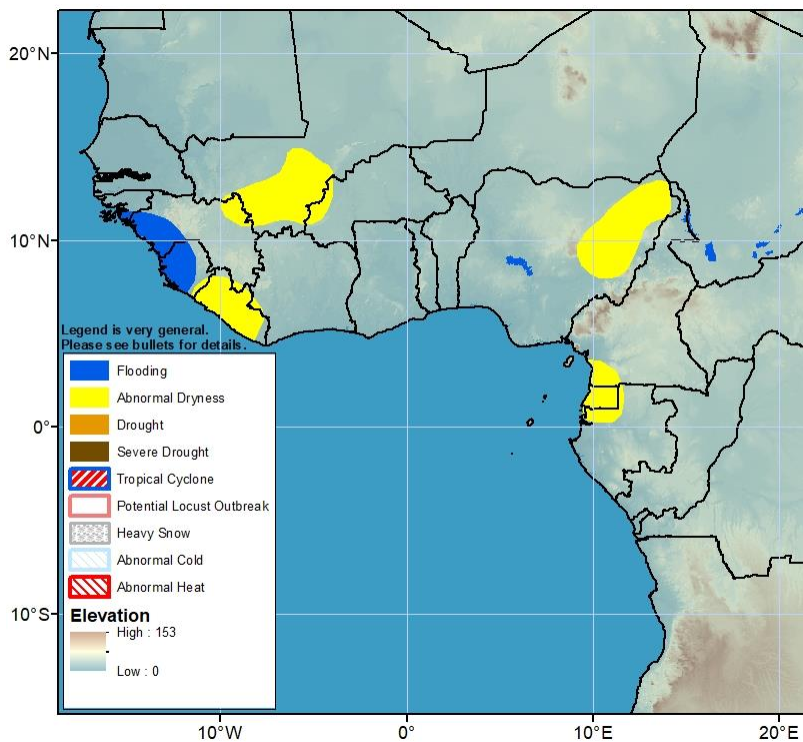 20°N
10°N
0°
10°S
Legend is very general.
Please see bullets for details.
Flooding
Abnormal Dryness
Drought
Severe Drought
Tropical Cyclone
Potential Locust Outbreak
Heavy Snow
Abnormal Cold
Abnormal Heat
Elevation
High : 153
Low : 0
10°W
0°
10°E
20°E